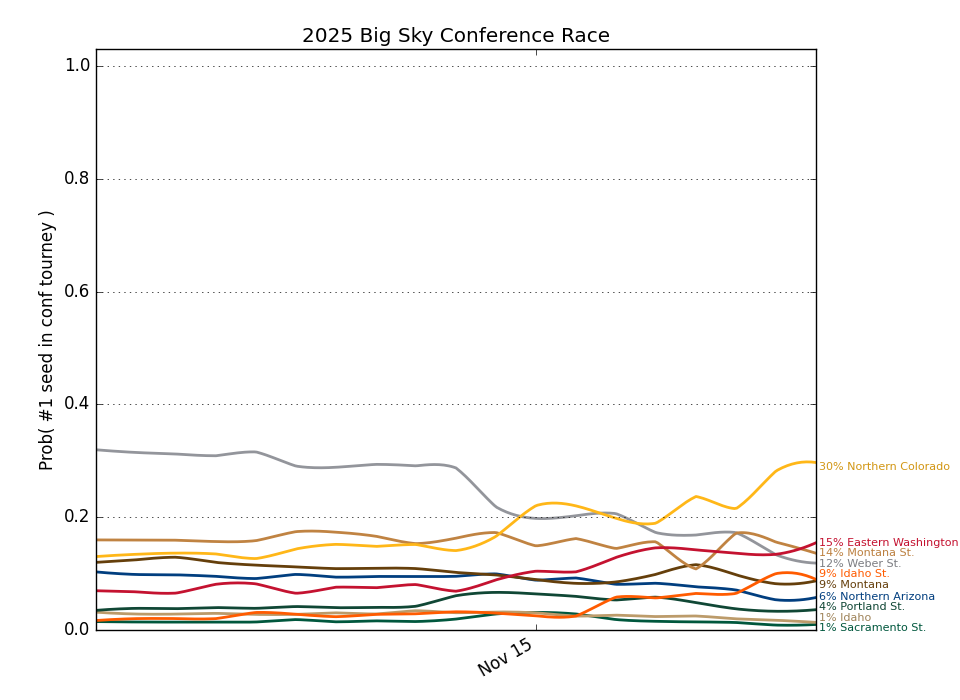 2025 Big Sky Conference Race
Prob( #1 seed in conf tourney )
1.0
0.8
0.6
0.4
0.2
0.0
Nov 15
30% Northern Colorado
15% Eastern Washington
14% Montana St.
12% Weber St.
9% Idaho St.
9% Montana
6% Northern Arizona
4% Portland St.
1% Idaho
1% Sacramento St.